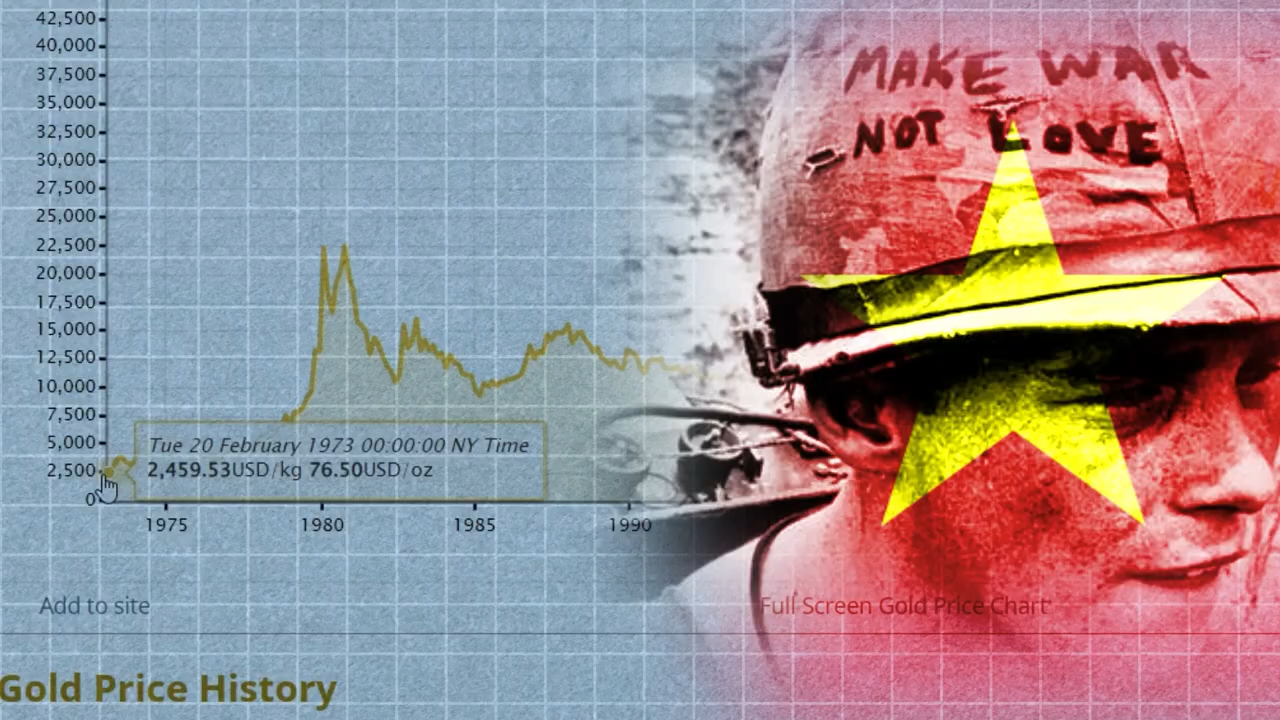 42,500
40,000
37,500
35,000
32,500
30,000
27,500
25,000
22,500
20,000
17,500
15,000
12,500
10,000
7,500
5,000
2,500
0
Tue 20 February 1973 00:00:00 NY Time
2,459.53USD/kg 76.50USD/oz
1975 1980 1985 1990
MAKE WAR
NOT LOVE
Add to site
Full Screen Gold Price Chart
Gold Price History